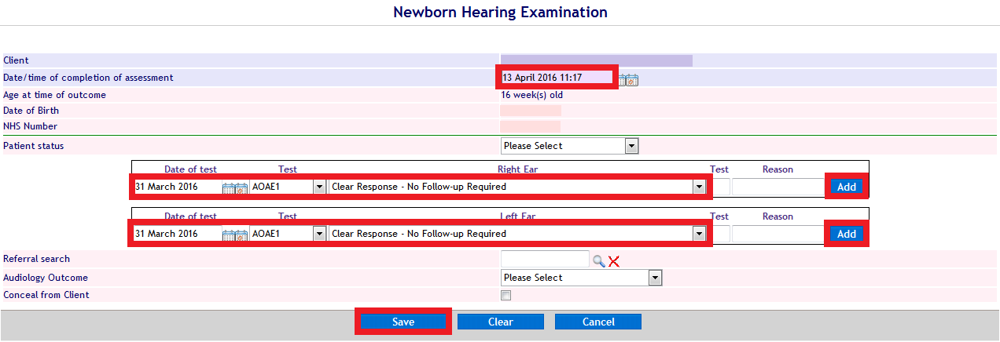 Newborn Hearing Examination
Client
Date/time of completion of assessment 13 April 2016 11:17
Age at time of outcome 16 week(s) old
Date of Birth
NHS Number
Patient status Please Select
Date of test Test Right Ear Test Reason
31 March 2016 AOAE1 Clear Response - No Follow-up Required Add
Date of test Test Left Ear Test Reason
31 March 2016 AOAE1 Clear Response - No Follow-up Required Add
Referral search
Audiology Outcome Please Select
Conceal from Client
Save Clear Cancel